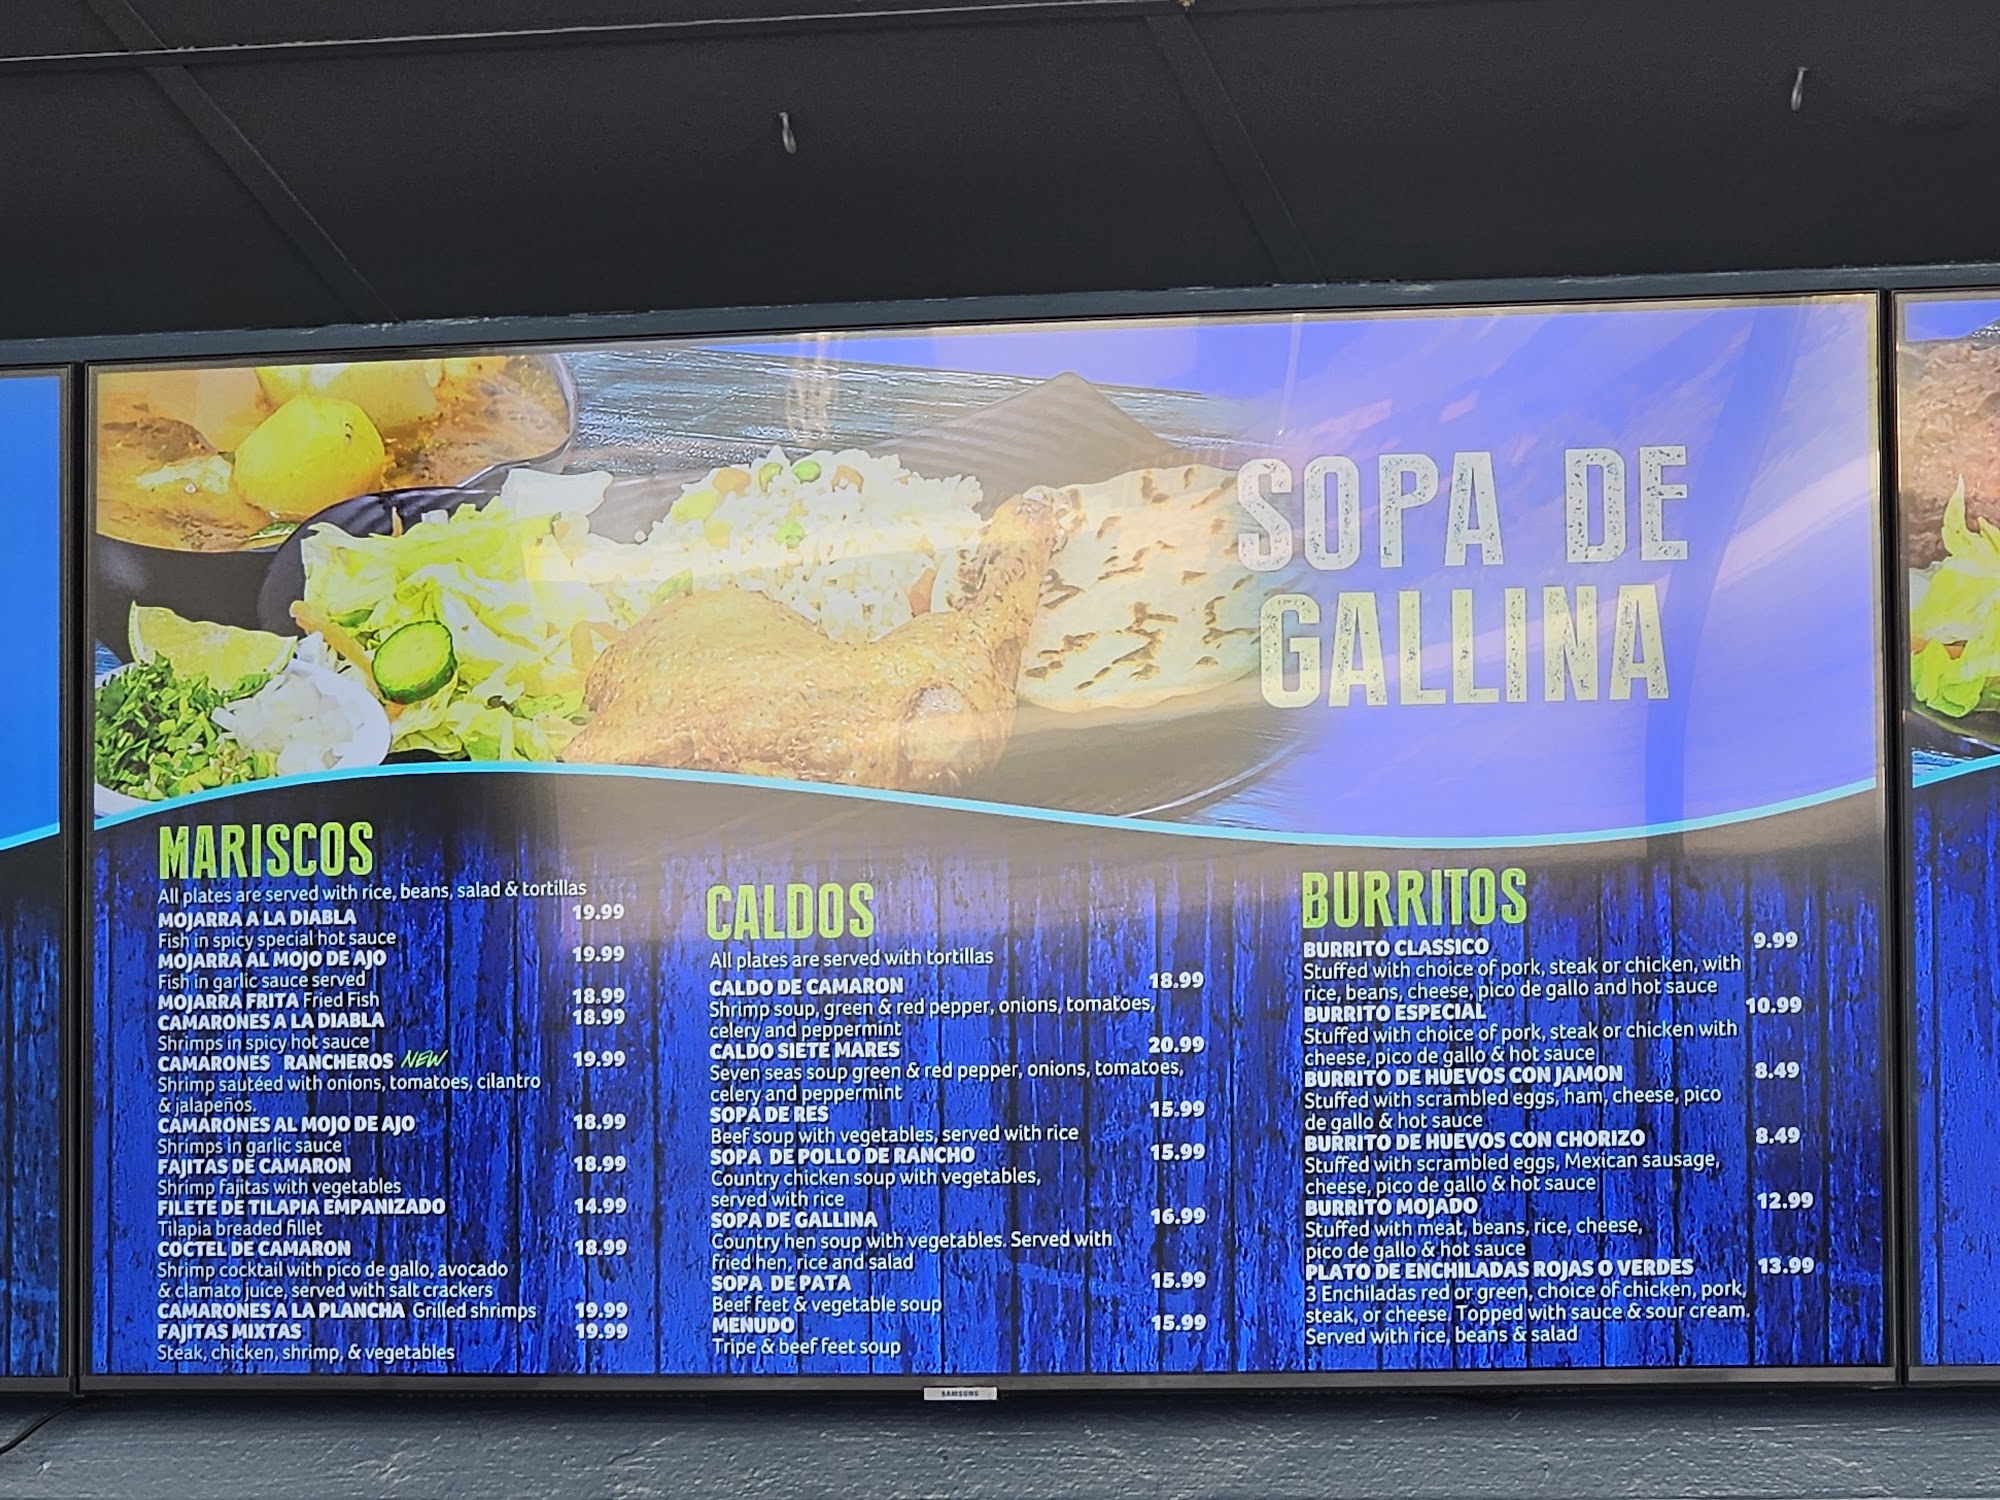 SOPA DE
GALLINA
MARISCOS
All plates are served with rice, beans, salad & tortillas
MOJARRA A LA DIABLA 19.99
Fish in spicy special hot sauce
MOJARRA AL MOJO DE AJO 19.99
Fish in garlic sauce served
MOJARRA FRITA Fried Fish 18.99
CAMARONES A LA DIABLA 18.99
Shrimps in spicy hot sauce
CAMARONES RANCHEROS NEW 19.99
Shrimp sautéed with onions, tomatoes, cilantro
& jalapeños.
CAMARONES AL MOJO DE AJO 18.99
Shrimps in garlic sauce
FAJITAS DE CAMARON 18.99
Shrimp fajitas with vegetables
FILETE DE TILAPIA EMPANIZADO 14.99
Tilapia breaded fillet
COCTEL DE CAMARON 18.99
Shrimp cocktail with pico de gallo, avocado
& clamato juice, served with salt crackers
CAMARONES A LA PLANCHA Grilled shrimps 19.99
FAJITAS MIXTAS 19.99
Steak, chicken, shrimp, & vegetables
CALDOS
All plates are served with tortillas
CALDO DE CAMARON 18.99
Shrimp soup, green & red pepper, onions, tomatoes,
celery and peppermint
CALDO SIETE MARES 20.99
Seven seas soup green & red pepper, onions, tomatoes,
celery and peppermint
SOPA DE RES 15.99
Beef soup with vegetables, served with rice
SOPA DE POLLO DE RANCHO 15.99
Country chicken soup with vegetables,
served with rice
SOPA DE GALLINA 16.99
Country hen soup with vegetables. Served with
fried hen, rice and salad
SOPA DE PATA 15.99
Beef feet & vegetable soup
MENUDO 15.99
Tripe & beef feet soup
BURRITOS
BURRITO CLASSICO 9.99
Stuffed with choice of pork, steak or chicken, with
rice, beans, cheese, pico de gallo and hot sauce
BURRITO ESPECIAL 10.99
Stuffed with choice of pork, steak or chicken with
cheese, pico de gallo & hot sauce
BURRITO DE HUEVOS CON JAMON 8.49
Stuffed with scrambled eggs, ham, cheese, pico
de gallo & hot sauce
BURRITO DE HUEVOS CON CHORIZO 8.49
Stuffed with scrambled eggs, Mexican sausage,
cheese, pico de gallo & hot sauce
BURRITO MOJADO 12.99
Stuffed with meat, beans, rice, cheese,
pico de gallo & hot sauce
PLATO DE ENCHILADAS ROJAS O VERDES 13.99
3 Enchiladas red or green, choice of chicken, pork,
steak, or cheese. Topped with sauce & sour cream.
Served with rice, beans & salad
SAMSUNG